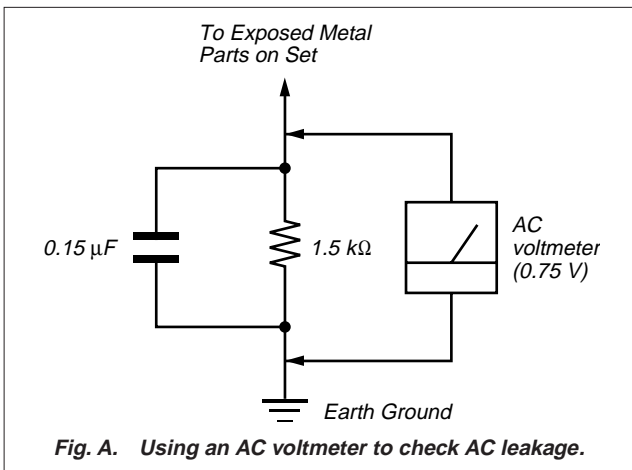 To Exposed Metal
Parts on Set
0.15 μF
1.5 kΩ
AC
voltmeter
(0.75 V)
Earth Ground
Fig. A. Using an AC voltmeter to check AC leakage.